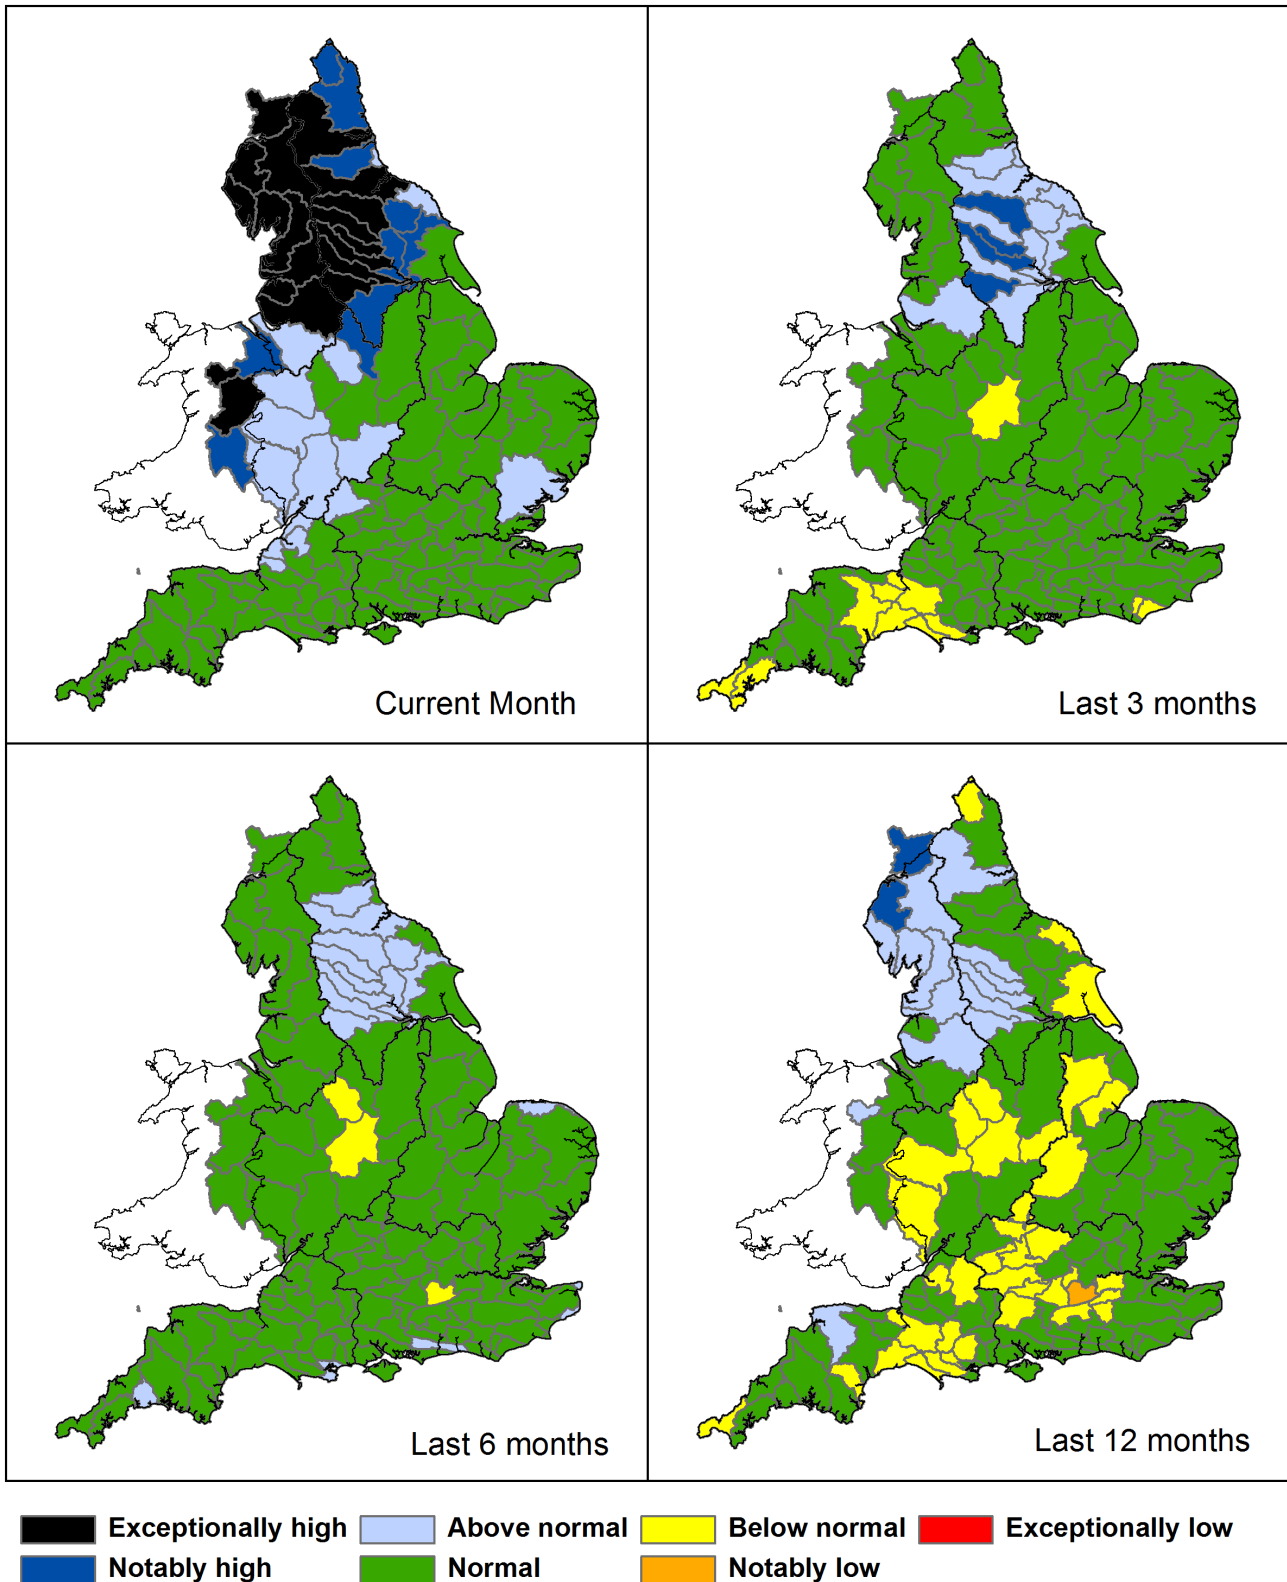 Current Month
Last 3 months
Last 6 months
Last 12 months
Exceptionally high Above normal Below normal Exceptionally low
Notably high Normal Notably low